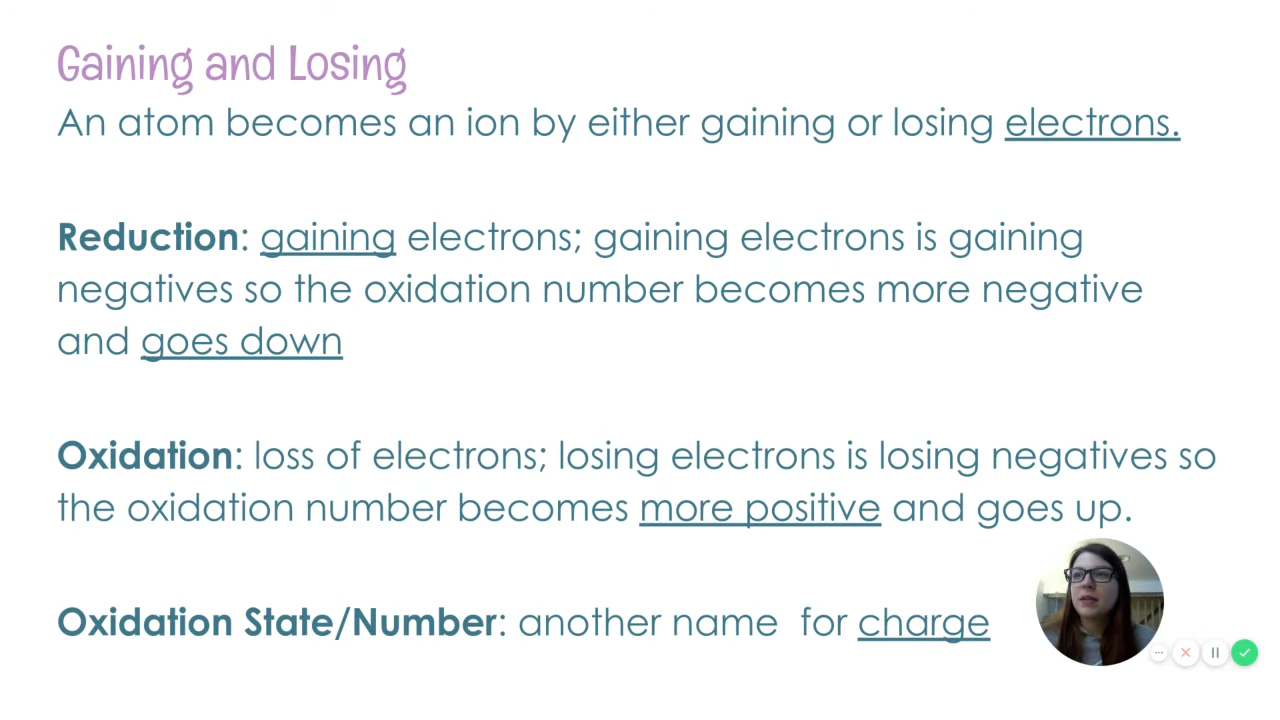 Gaining and Losing
An atom becomes an ion by either gaining or losing electrons.
Reduction: gaining electrons; gaining electrons is gaining
negatives so the oxidation number becomes more negative
and goes down
Oxidation: loss of electrons; losing electrons is losing negatives so
the oxidation number becomes more positive and goes up.
Oxidation State/Number: another name for charge